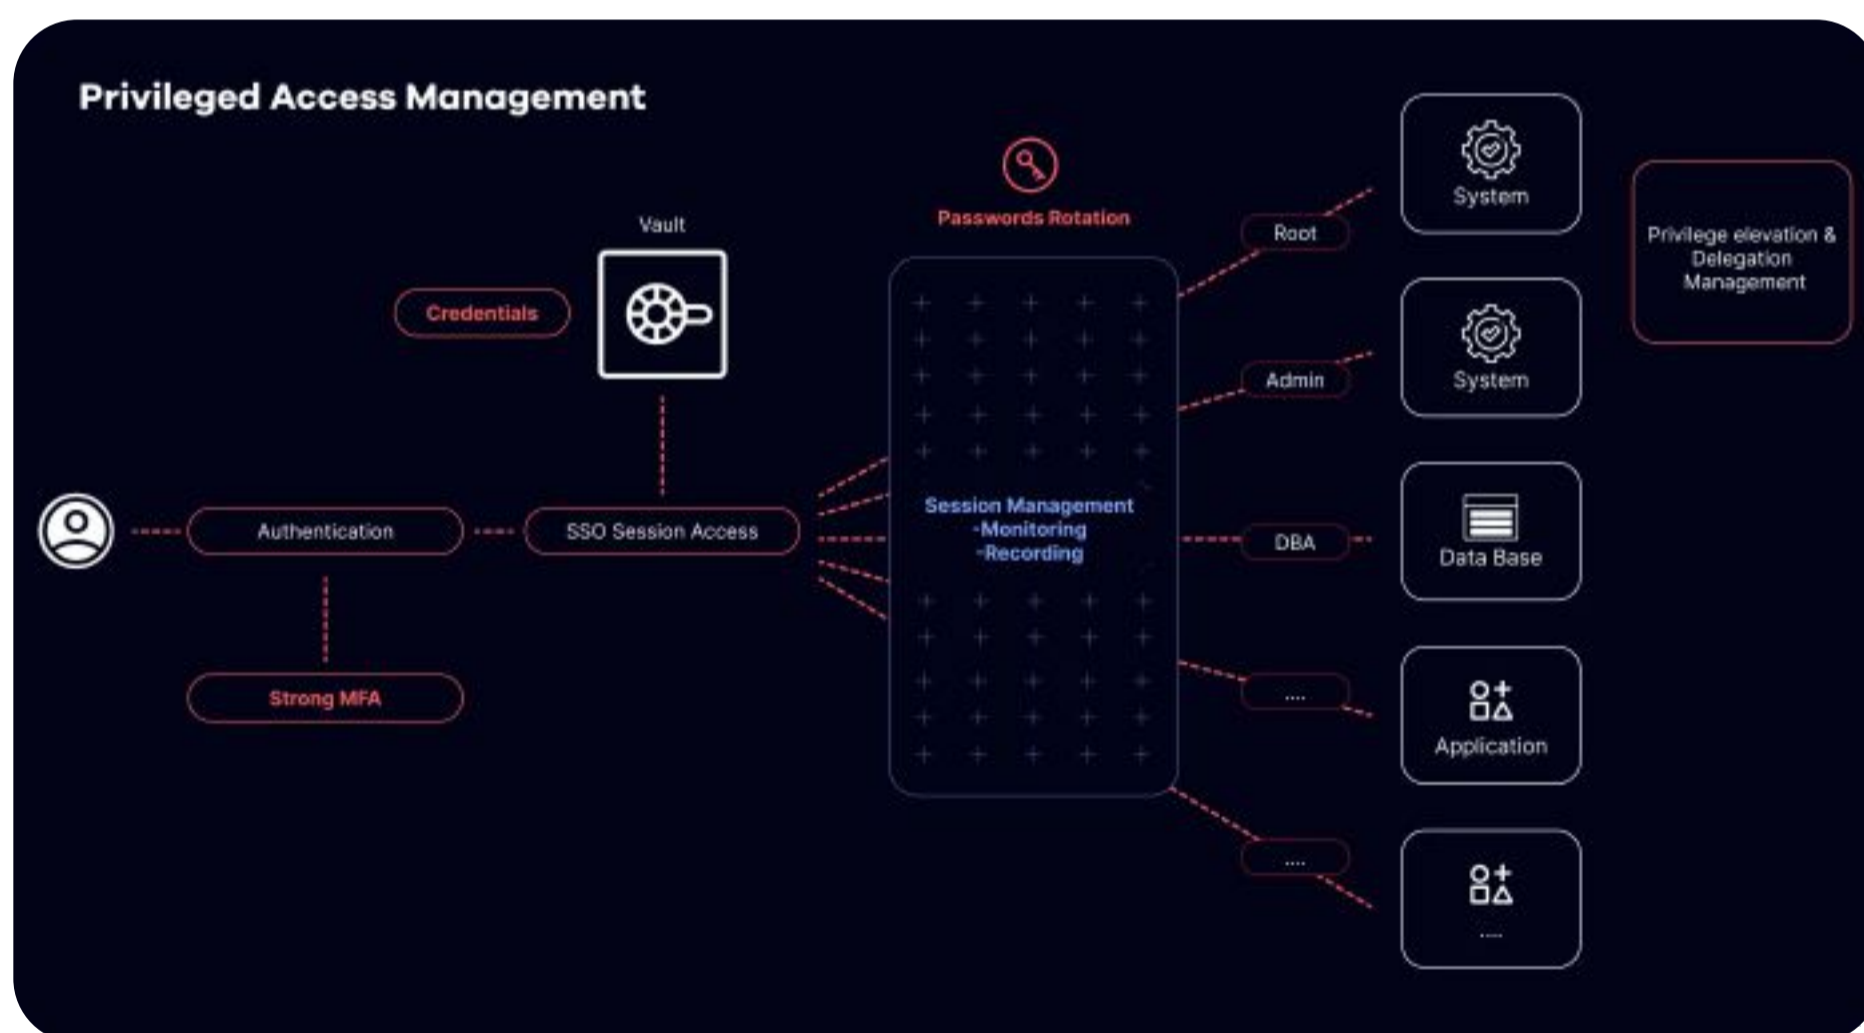 Privileged Access Management
Vault
Credentials
Authentication
SSO Session Access
Strong MFA
Passwords Rotation
Session Management
-Monitoring
-Recording
Root
Admin
DBA
....
....
System
System
Data Base
Application
....
Privilege elevation &
Delegation
Management